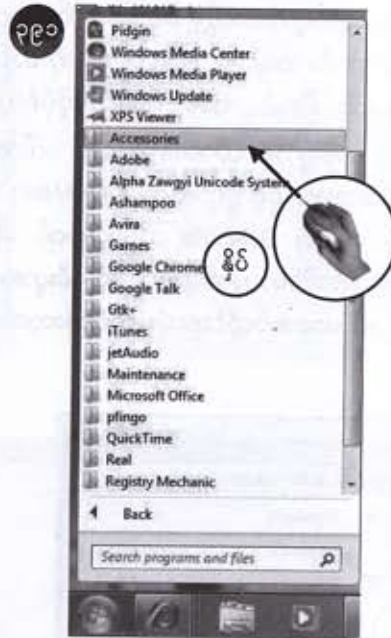 ၃၉၁
Pidgin
Windows Media Center
Windows Media Player
Windows Update
XPS Viewer
Accessories
Adobe
Alpha Zawgyi Unicode System
Ashampoo
Avira
Games
Google Chrome
နှိပ်
Google Talk
Gtk+
iTunes
jetAudio
Maintenance
Microsoft Office
pfingo
QuickTime
Real
Registry Mechanic
Back
Search programs and files